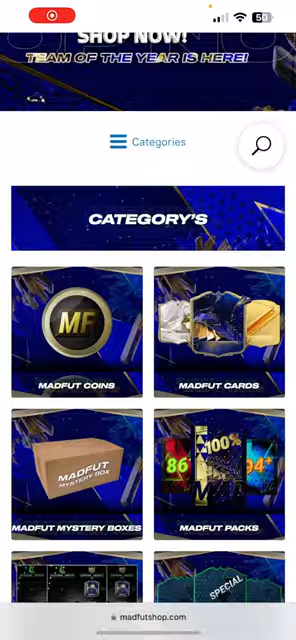 50
SHOP NOW!
TEAM OF THE YEAR IS HERE!
Categories
CATEGORY'S
MF
MADFUT COINS
MADFUT CARDS
MADFUT
MYSTERY BOX
MADFUT MYSTERY BOXES
86
100%
94+
MADFUT PACKS
SPECIAL
madfutshop.com